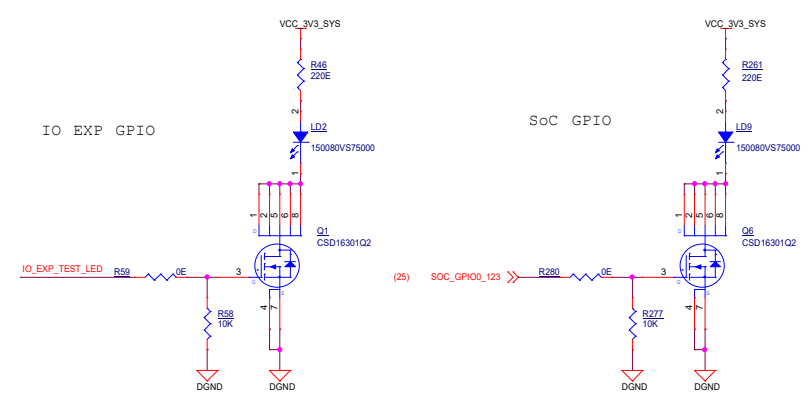 VCC_3V3_SYS
R46
220E
2
LD2
150080VS75000
1
IO EXP GPIO
1
2
5
6
8
Q1
CSD16301Q2
IO_EXP_TEST_LED
R59
0E
3
4
7
R58
10K
DGND
DGND
VCC_3V3_SYS
R261
220E
2
LD9
150080VS75000
1
SoC GPIO
1
2
5
6
8
Q6
CSD16301Q2
(25)
SOC_GPIO0_123
R280
0E
3
4
7
R277
10K
DGND
DGND